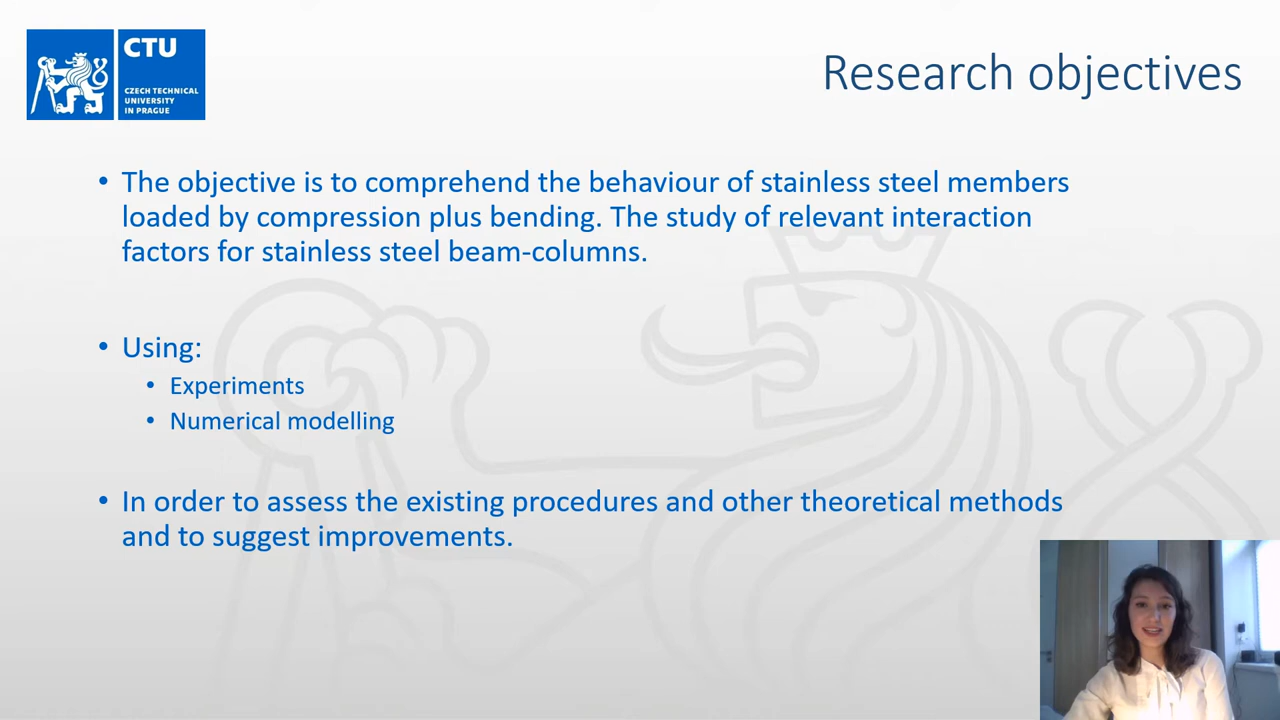 CTU
CZECH TECHNICAL
UNIVERSITY
IN PRAGUE
Research objectives
• The objective is to comprehend the behaviour of stainless steel members
loaded by compression plus bending. The study of relevant interaction
factors for stainless steel beam-columns.
• Using:
• Experiments
• Numerical modelling
• In order to assess the existing procedures and other theoretical methods
and to suggest improvements.